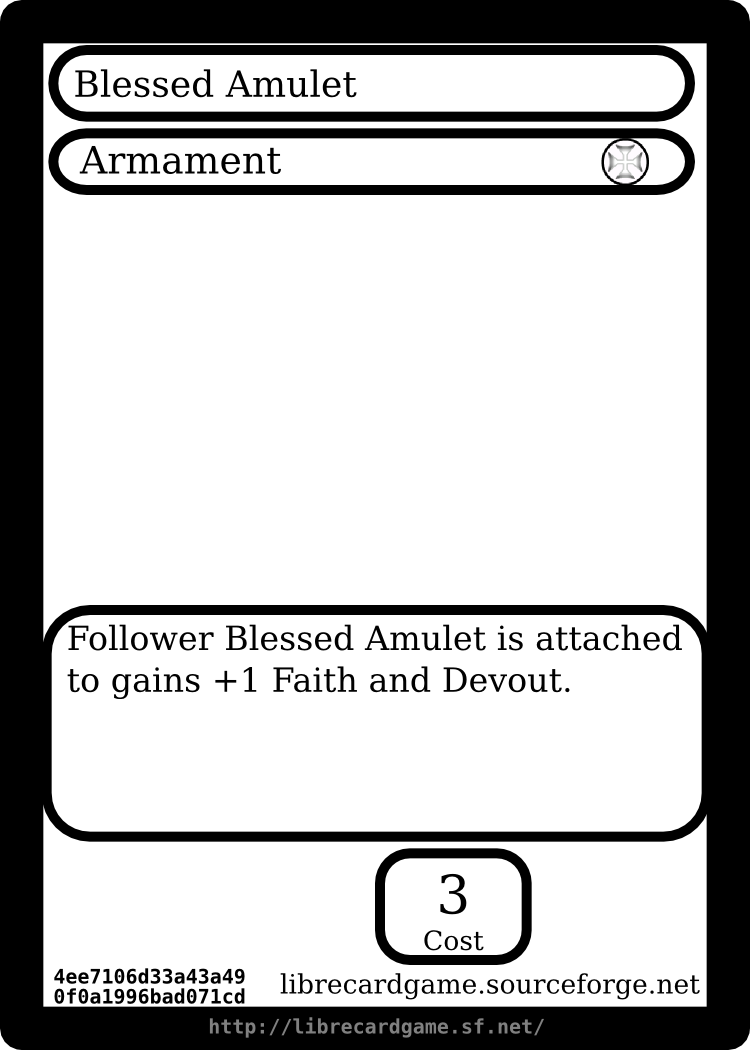 Blessed Amulet
Armament
Follower Blessed Amulet is attached
to gains +1 Faith and Devout.
3
Cost
4ee7106d33a43a49
0f0a1996bad071cd
librecardgame.sourceforge.net
http://librecardgame.sf.net/